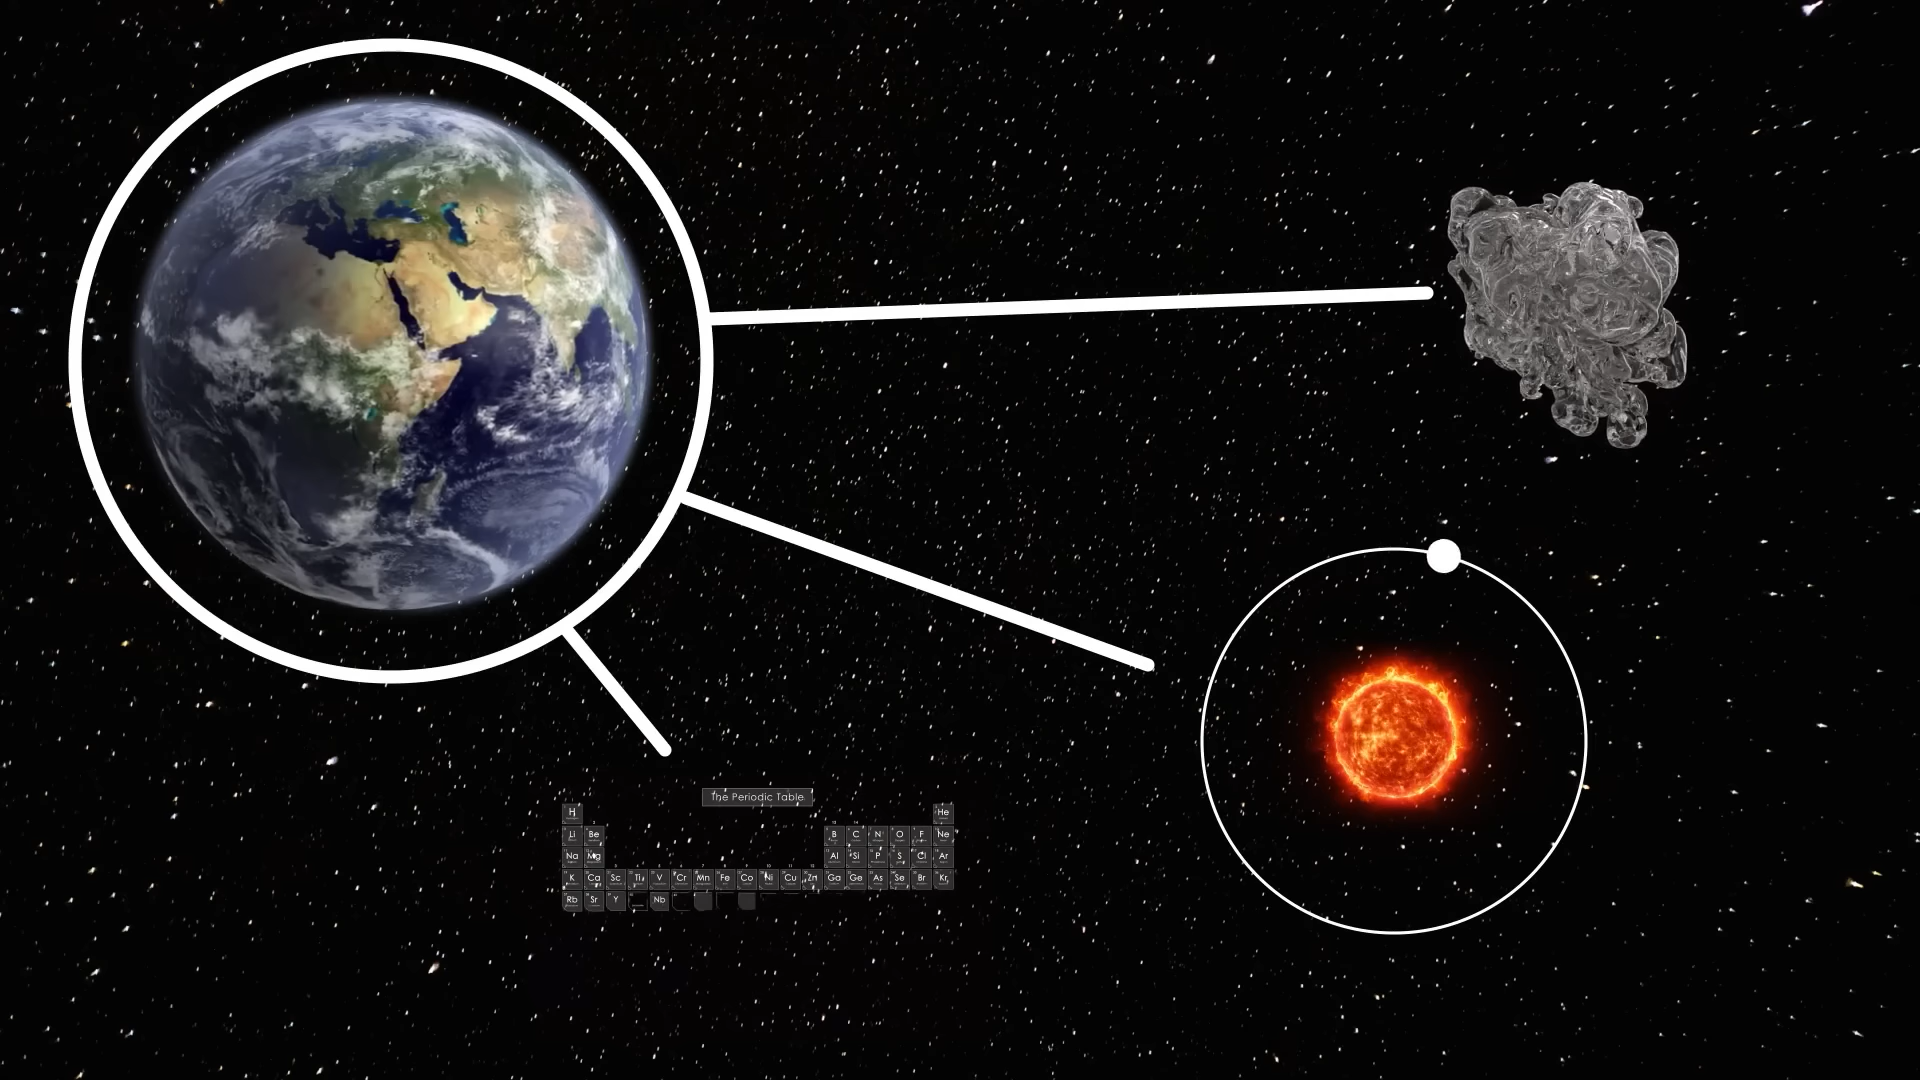 The Periodic Table
H He
Li Be B C N O F Ne
Na Mg Al Si P S Cl Ar
K Ca Sc Ti V Cr Mn Fe Co Ni Cu Zn Ga Ge As Se Br Kr
Rb Sr Y Nb